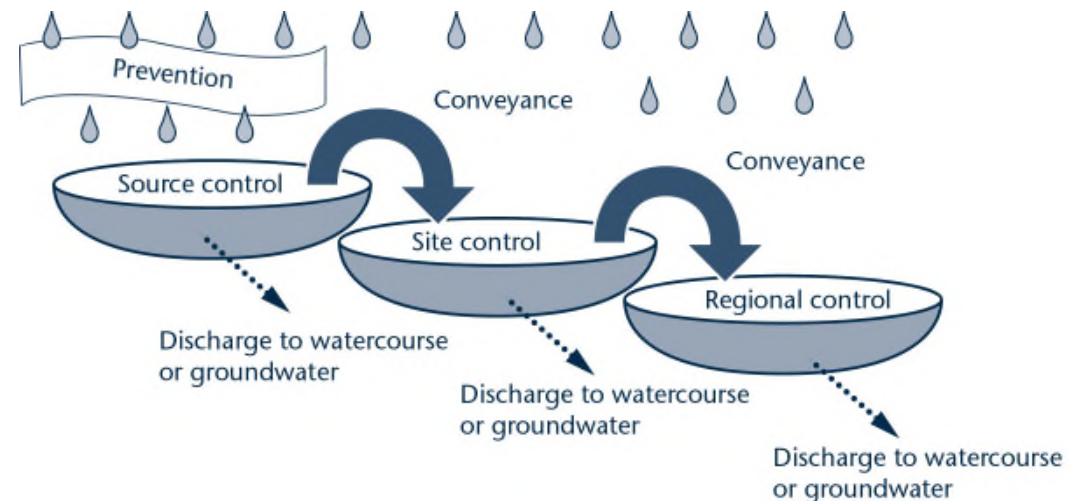 Prevention
Conveyance
Conveyance
Source control
Site control
Regional control
Discharge to watercourse
or groundwater
Discharge to watercourse
or groundwater
Discharge to watercourse
or groundwater